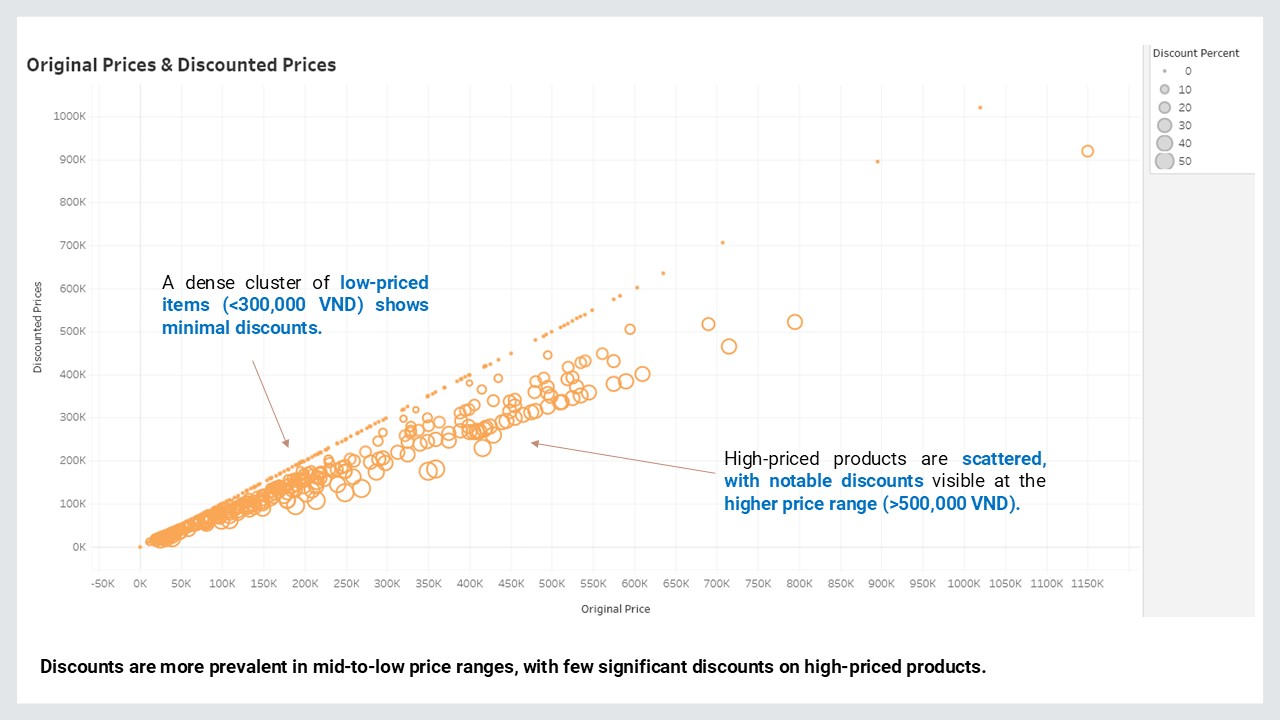 Original Prices & Discounted Prices
Discount Percent
0
10
20
30
40
50
1000K
900K
800K
700K
600K
500K
400K
300K
200K
100K
0K
Discounted Prices
A dense cluster of low-priced
items (<300,000 VND) shows
minimal discounts.
High-priced products are scattered,
with notable discounts visible at the
higher price range (>500,000 VND).
-50K 0K 50K 100K 150K 200K 250K 300K 350K 400K 450K 500K 550K 600K 650K 700K 750K 800K 850K 900K 950K 1000K 1050K 1100K 1150K
Original Price
Discounts are more prevalent in mid-to-low price ranges, with few significant discounts on high-priced products.